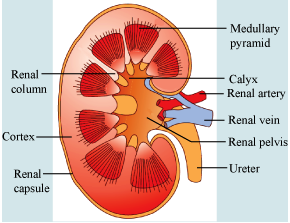 Medullary
pyramid
Renal
column
Calyx
Renal artery
Renal vein
Cortex
Renal pelvis
Renal
capsule
Ureter